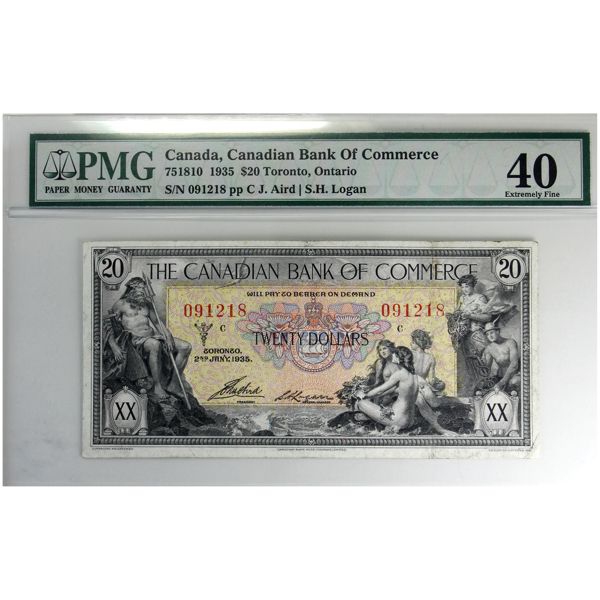 PMG
PAPER MONEY GUARANTY
Canada, Canadian Bank Of Commerce
751810 1935 $20 Toronto, Ontario
S/N 091218 pp C J. Aird | S.H. Logan
40
Extremely Fine
20 20
THE CANADIAN BANK OF COMMERCE
WILL PAY TO BEARER ON DEMAND
091218 091218
C C
TWENTY DOLLARS
TORONTO,
2ND JANY. 1935.
XX XX